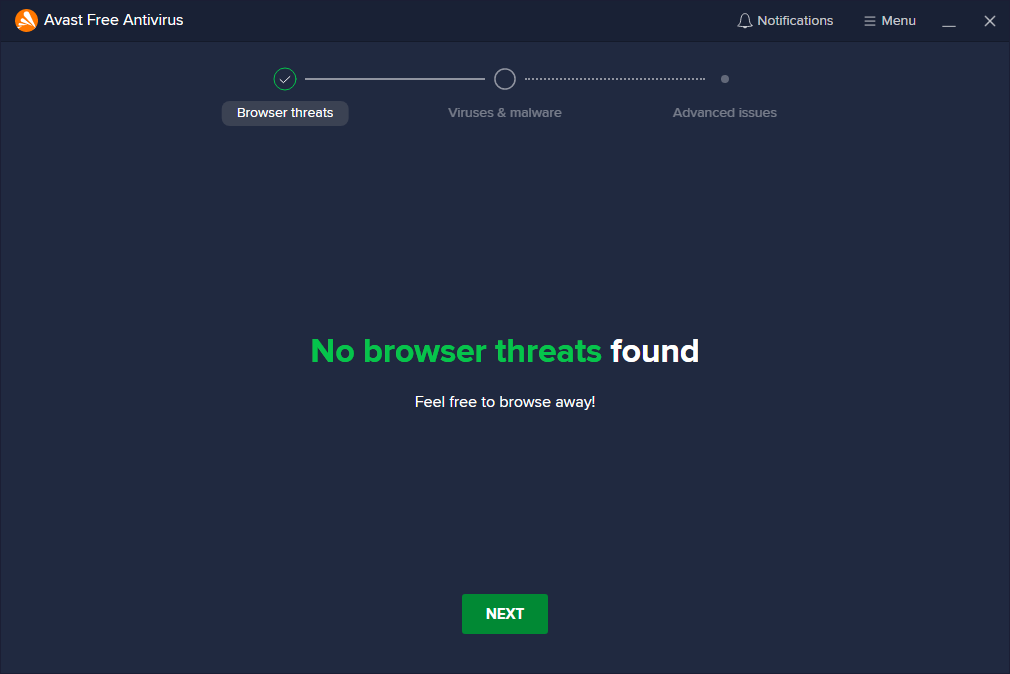 Avast Free Antivirus
Notifications
Menu
Browser threats
Viruses & malware
Advanced issues
No browser threats found
Feel free to browse away!
NEXT